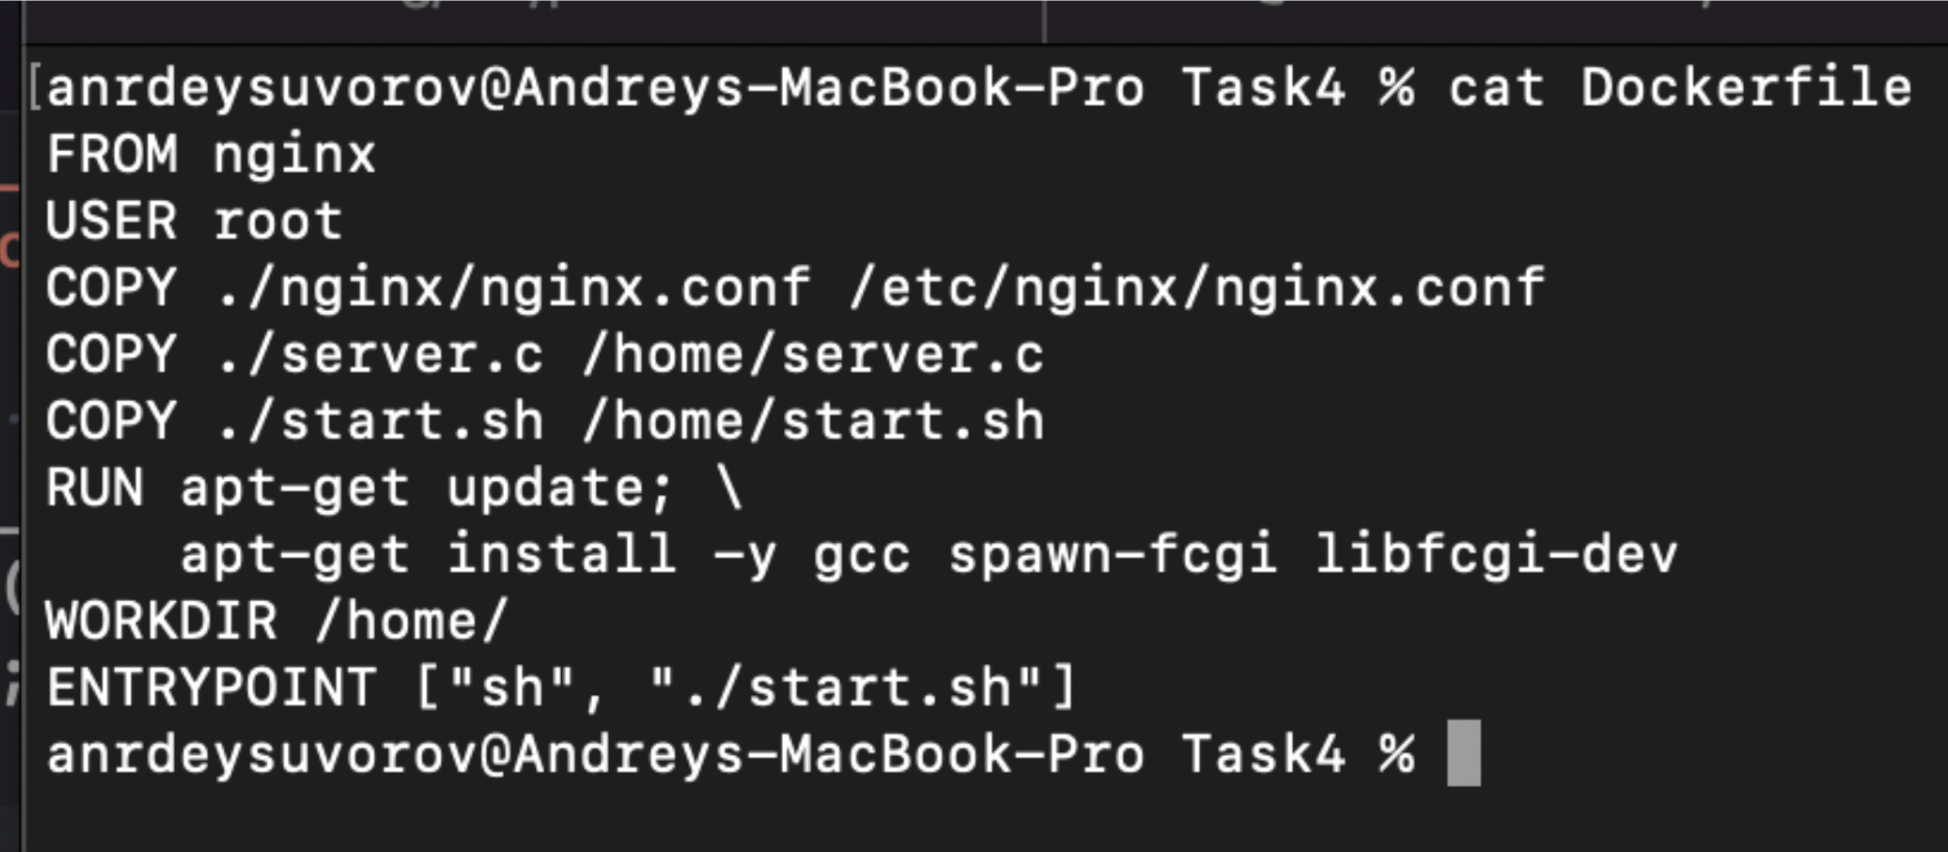 [anrdeysuvorov@Andreys-MacBook-Pro Task4 % cat Dockerfile
FROM nginx
USER root
COPY ./nginx/nginx.conf /etc/nginx/nginx.conf
COPY ./server.c /home/server.c
COPY ./start.sh /home/start.sh
RUN apt-get update; \
    apt-get install -y gcc spawn-fcgi libfcgi-dev
WORKDIR /home/
ENTRYPOINT ["sh", "./start.sh"]
anrdeysuvorov@Andreys-MacBook-Pro Task4 %